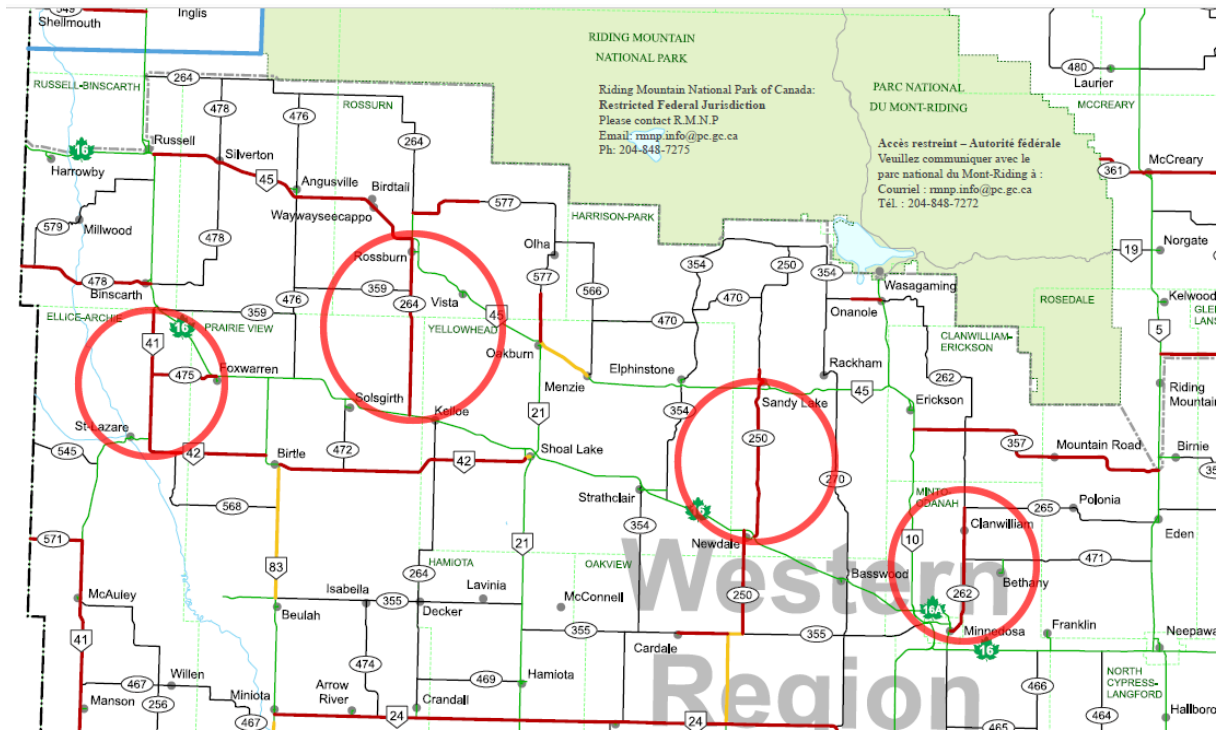 549
Inglis
Shellmouth
RIDING MOUNTAIN
NATIONAL PARK
480
Laurier
264
RUSSELL-BINSCARTH
478
476
ROSSBURN
264
Riding Mountain National Park of Canada:
Restricted Federal Jurisdiction
Please contact R.M.N.P
Email: rmnp.info@pc.gc.ca
Ph: 204-848-7275
PARC NATIONAL
DU MONT-RIDING
MCCREARY
Accès restreint – Autorité fédérale
Veuillez communiquer avec le
parc national du Mont-Riding à :
Courriel : rmnp.info@pc.gc.ca
Tél. : 204-848-7272
16
Russell
Harrowby
Silverton
45
Angusville
Birdtail
McCreary
361
Waywayseecappo
577
HARRISON-PARK
579
Millwood
478
Rossburn
Olha
577
354
250
354
19
Norgate
478
Binscarth
476
359
264
Vista
566
470
Wasagaming
ROSEDALE
Kelwood
ELLICE-ARCHIE
359
16
PRAIRIE VIEW
YELLOWHEAD
45
470
Onanole
GLE
LANS
41
Oakburn
CLANWILLIAM-
ERICKSON
5
475
Foxwarren
Menzie
Elphinstone
Rackham
262
Riding
Mountain
Solsgirth
Kelloe
21
354
Sandy Lake
45
Erickson
St-Lazare
250
357
Mountain Road
Birnie
545
42
Birtle
472
42
Shoal Lake
35
568
Strathclair
270
MINTO-
ODANAH
265
Polonia
16
354
Clanwilliam
571
Newdale
10
Eden
21
HAMIOTA
OAKVIEW
Western
471
83
264
Lavinia
Basswood
Bethany
McAuley
Isabella
355
Decker
McConnell
250
16A
262
Beulah
41
355
355
Minnedosa
Franklin
Neepawa
Cardale
16
474
Region
467
Willen
469
Hamiota
466
NORTH
CYPRESS-
LANGFORD
Manson
256
Miniota
Arrow
River
Crandall
467
24
24
465
464
Hallboro